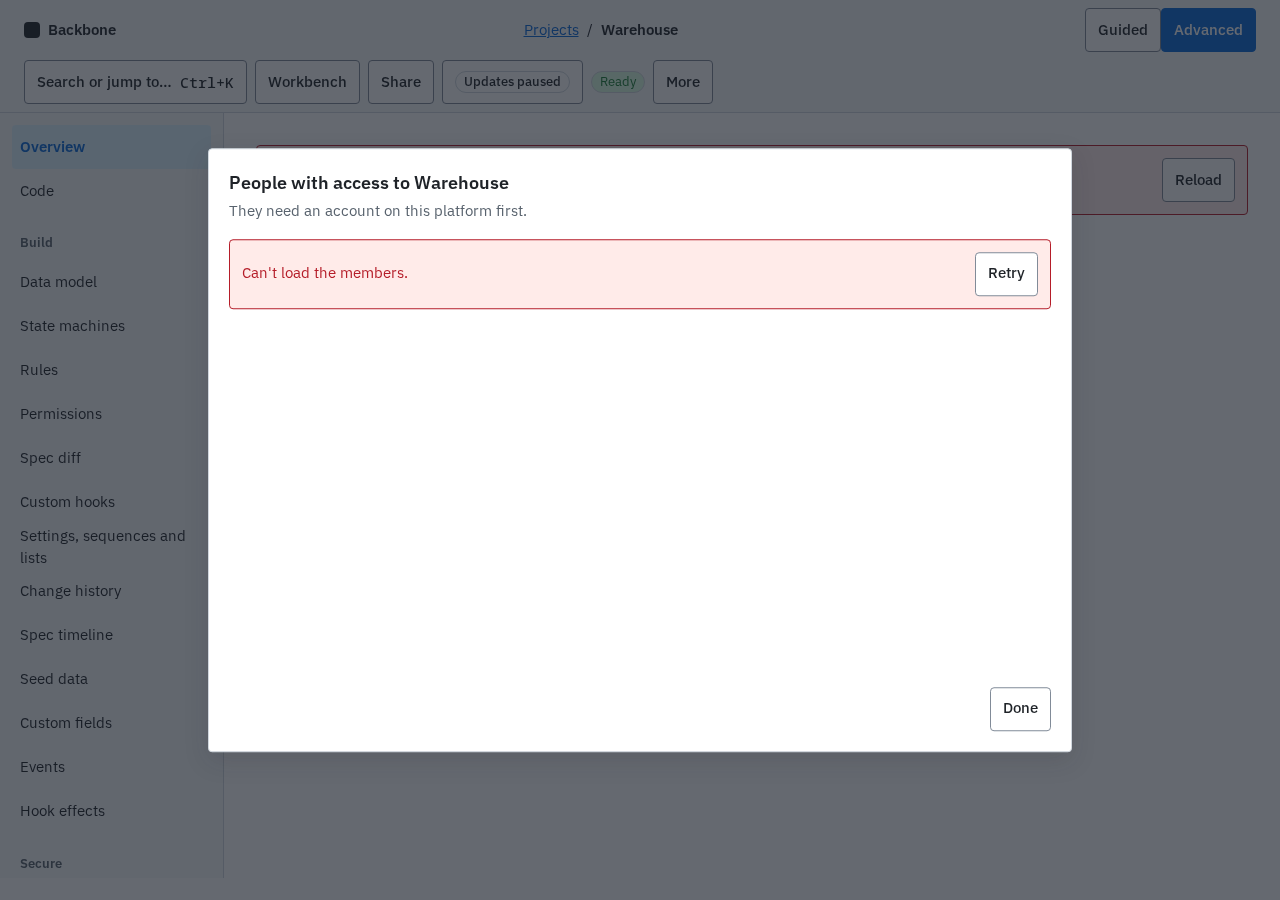 Backbone
Projects / Warehouse
Guided
Advanced
Search or jump to... Ctrl+K
Workbench
Share
Updates paused
Ready
More
Overview
Code
Build
Data model
State machines
Rules
Permissions
Spec diff
Custom hooks
Settings, sequences and
lists
Change history
Spec timeline
Seed data
Custom fields
Events
Hook effects
Secure
Reload
People with access to Warehouse
They need an account on this platform first.
Can't load the members.
Retry
Done